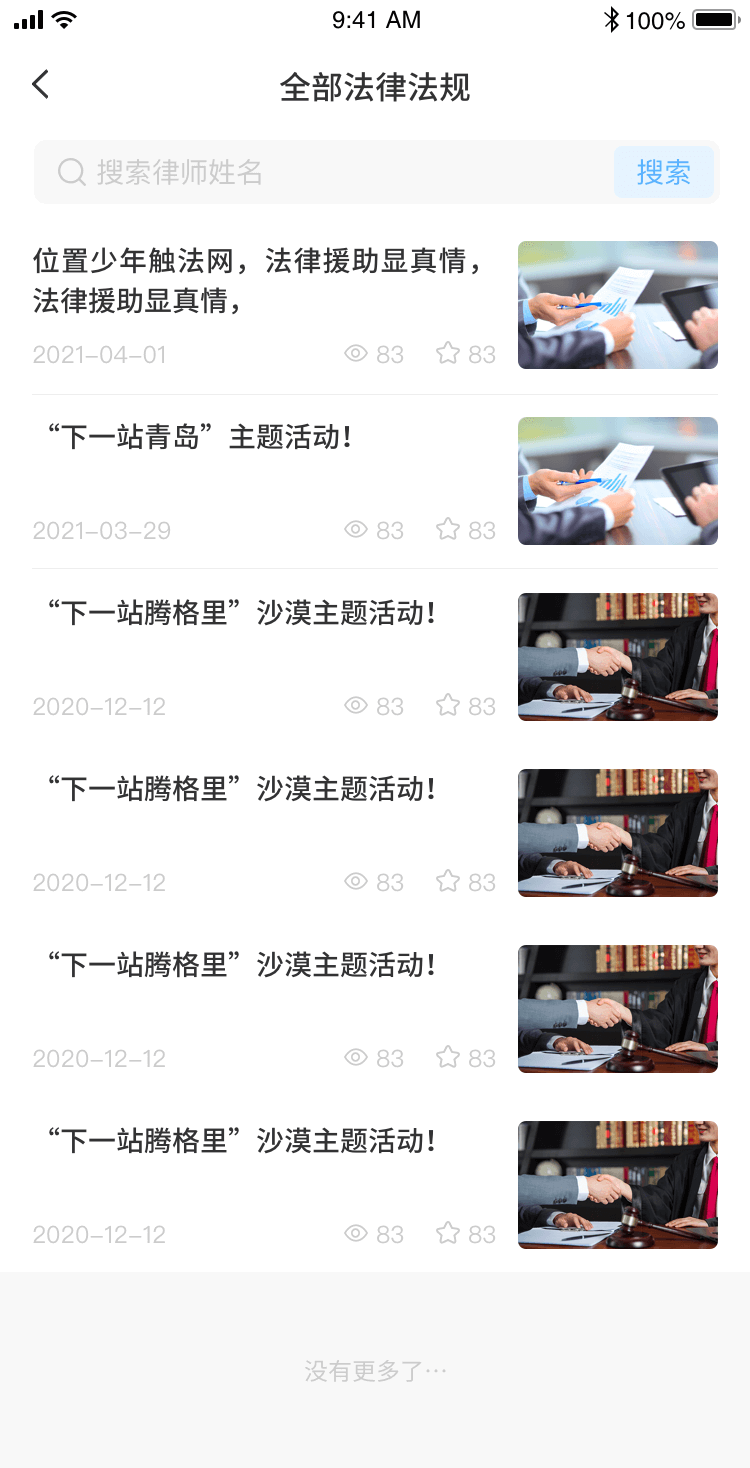 9:41 AM
100%
全部法律法规
搜索律师姓名
搜索
位置少年触法网，法律援助显真情，
法律援助显真情，
2021-04-01
83
83
“下一站青岛”主题活动！
2021-03-29
83
83
“下一站腾格里”沙漠主题活动！
2020-12-12
83
83
“下一站腾格里”沙漠主题活动！
2020-12-12
83
83
“下一站腾格里”沙漠主题活动！
2020-12-12
83
83
“下一站腾格里”沙漠主题活动！
2020-12-12
83
83
没有更多了…